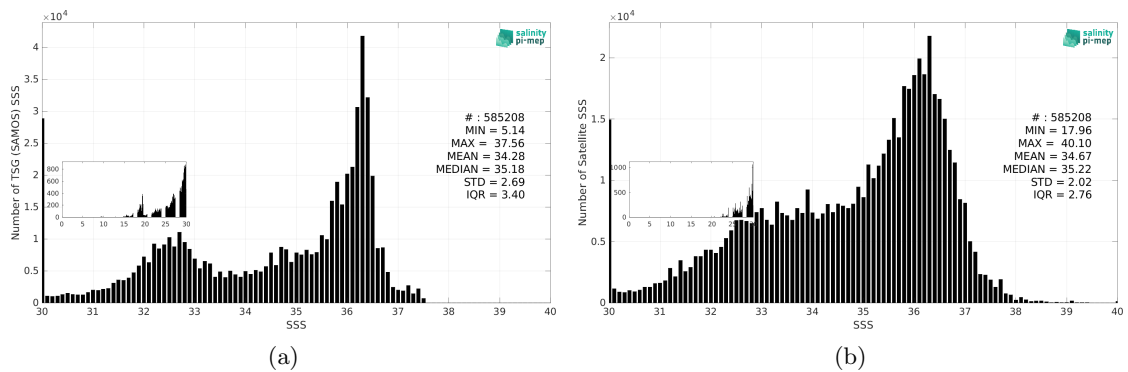 ×10⁴
4
3.5
3
2.5
2
1.5
1
0.5
0
Number of TSG (SAMOS) SSS
salinity
pi-mep
# : 585208
MIN = 5.14
MAX = 37.56
MEAN = 34.28
MEDIAN = 35.18
STD = 2.69
IQR = 3.40
800
600
400
200
0
0 5 10 15 20 25 30
30 31 32 33 34 35 36 37 38 39 40
SSS
(a)
×10⁴
2
1.5
1
0.5
0
Number of Satellite SSS
salinity
pi-mep
# : 585208
MIN = 17.96
MAX = 40.10
MEAN = 34.67
MEDIAN = 35.22
STD = 2.02
IQR = 2.76
1000
500
0
0 5 10 15 20 25
30 31 32 33 34 35 36 37 38 39 40
SSS
(b)